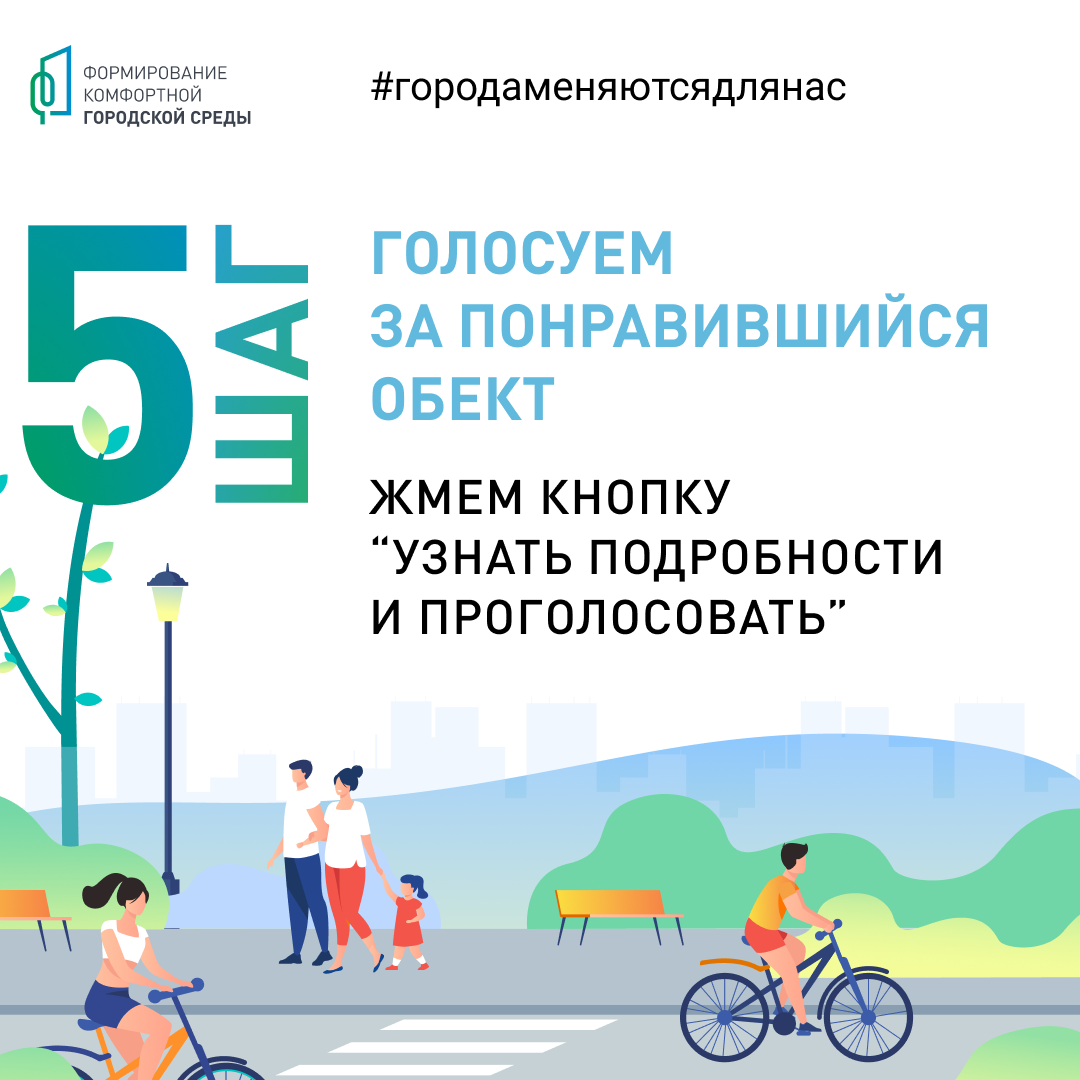 ФОРМИРОВАНИЕ
КОМФОРТНОЙ
ГОРОДСКОЙ СРЕДЫ
#городаменяютсядлянас
5
ШАГ
ГОЛОСУЕМ
ЗА ПОНРАВИВШИЙСЯ
ОБЕКТ
ЖМЕМ КНОПКУ
“УЗНАТЬ ПОДРОБНОСТИ
И ПРОГОЛОСОВАТЬ”